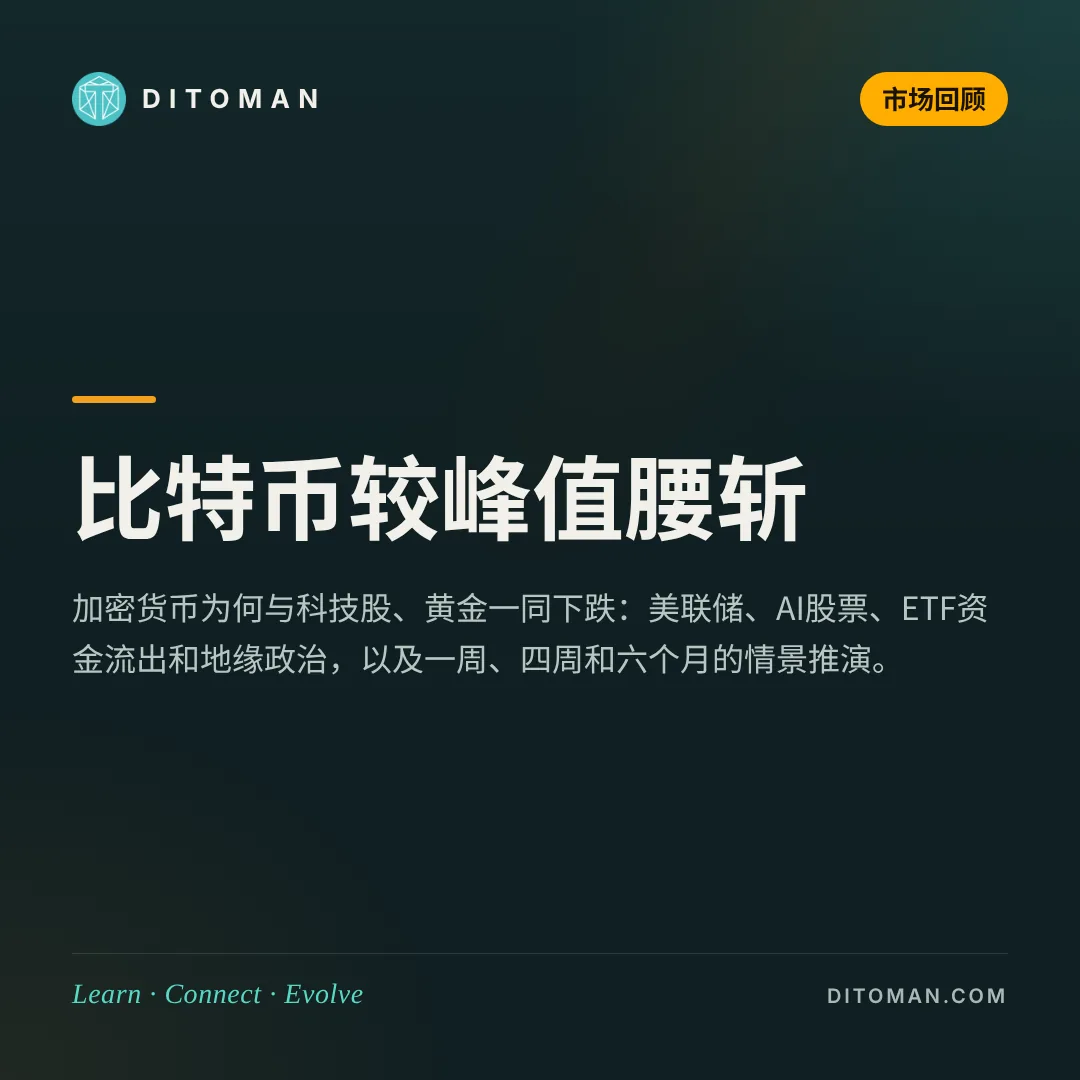 DITOMAN
市场回顾
比特币较峰值腰斩
加密货币为何与科技股、黄金一同下跌：美联储、AI股票、ETF资
金流出和地缘政治，以及一周、四周和六个月的情景推演。
Learn · Connect · Evolve
DITOMAN.COM